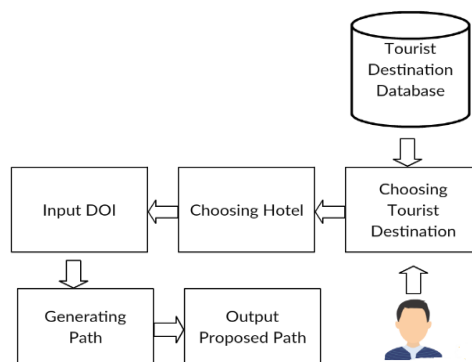 Tourist
Destination
Database
Input DOI
Choosing Hotel
Choosing
Tourist
Destination
Generating
Path
Output
Proposed Path